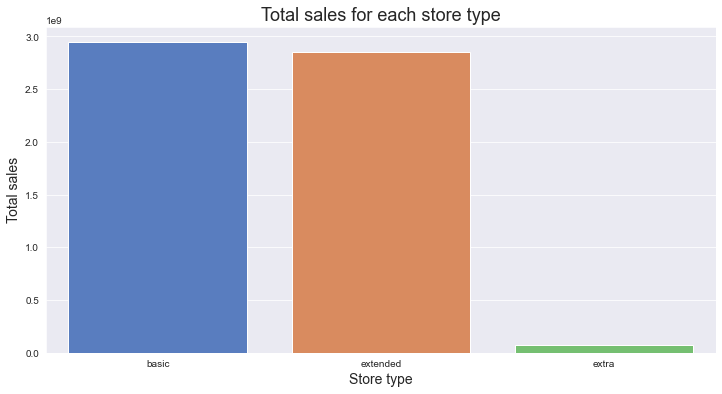 Total sales for each store type
1e9
3.0
2.5
2.0
1.5
1.0
0.5
0.0
Total sales
basic extended extra
Store type